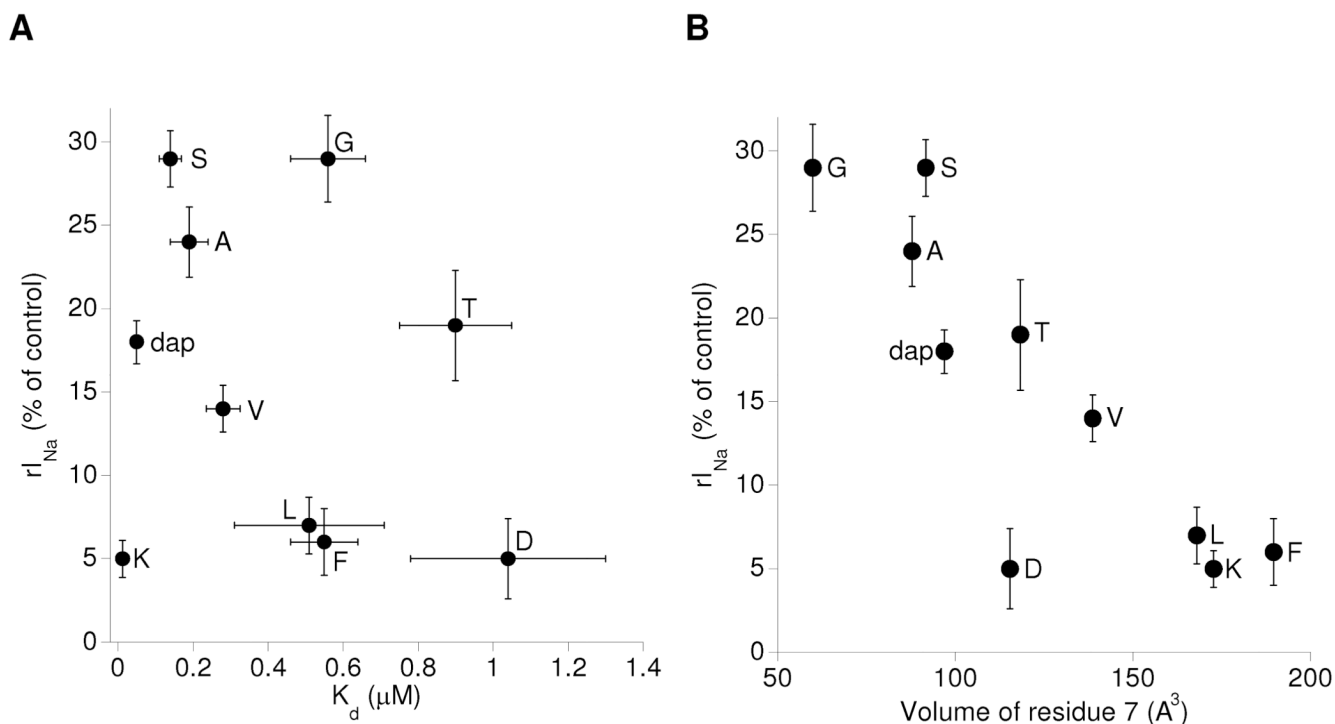 A
B
rI_Na (% of control)
30
25
20
15
10
5
0
S
G
A
T
dap
V
L
F
K
D
0
0.2
0.4
0.6
0.8
1
1.2
1.4
K_d (μM)
rI_Na (% of control)
30
25
20
15
10
5
0
G
S
A
T
dap
V
L
D
K
F
50
100
150
200
Volume of residue 7 (A^3)